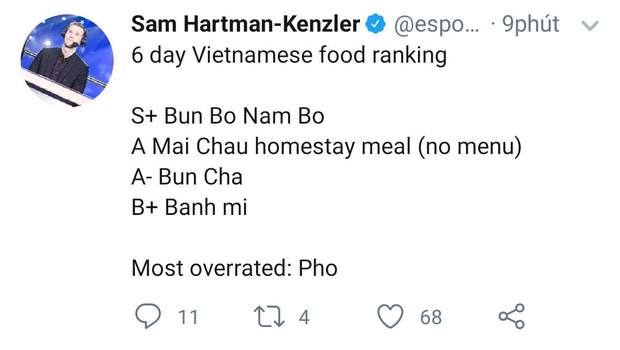 Sam Hartman-Kenzler @espo... · 9phút
6 day Vietnamese food ranking
S+ Bun Bo Nam Bo
A Mai Chau homestay meal (no menu)
A- Bun Cha
B+ Banh mi
Most overrated: Pho
11 4 68